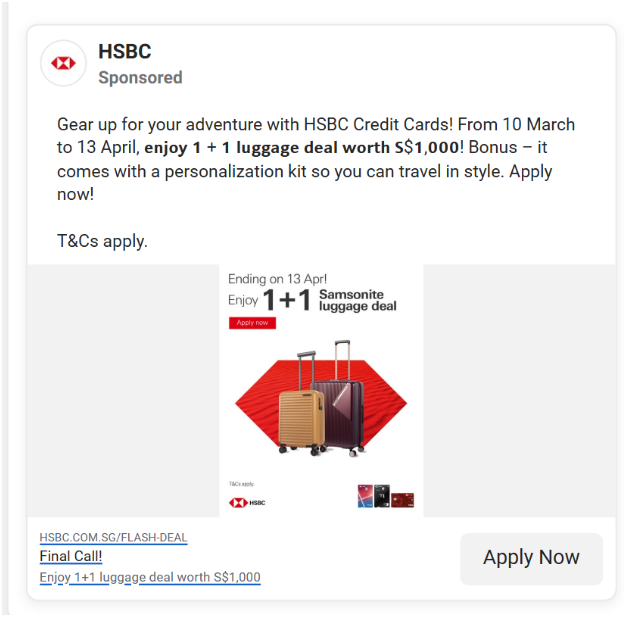 HSBC
Sponsored
Gear up for your adventure with HSBC Credit Cards! From 10 March
to 13 April, enjoy 1 + 1 luggage deal worth S$1,000! Bonus – it
comes with a personalization kit so you can travel in style. Apply
now!
T&Cs apply.
Ending on 13 Apr!
Enjoy 1+1 Samsonite
luggage deal
Apply now
T&Cs apply.
HSBC
HSBC.COM.SG/FLASH-DEAL
Final Call!
Enjoy 1+1 luggage deal worth S$1,000
Apply Now